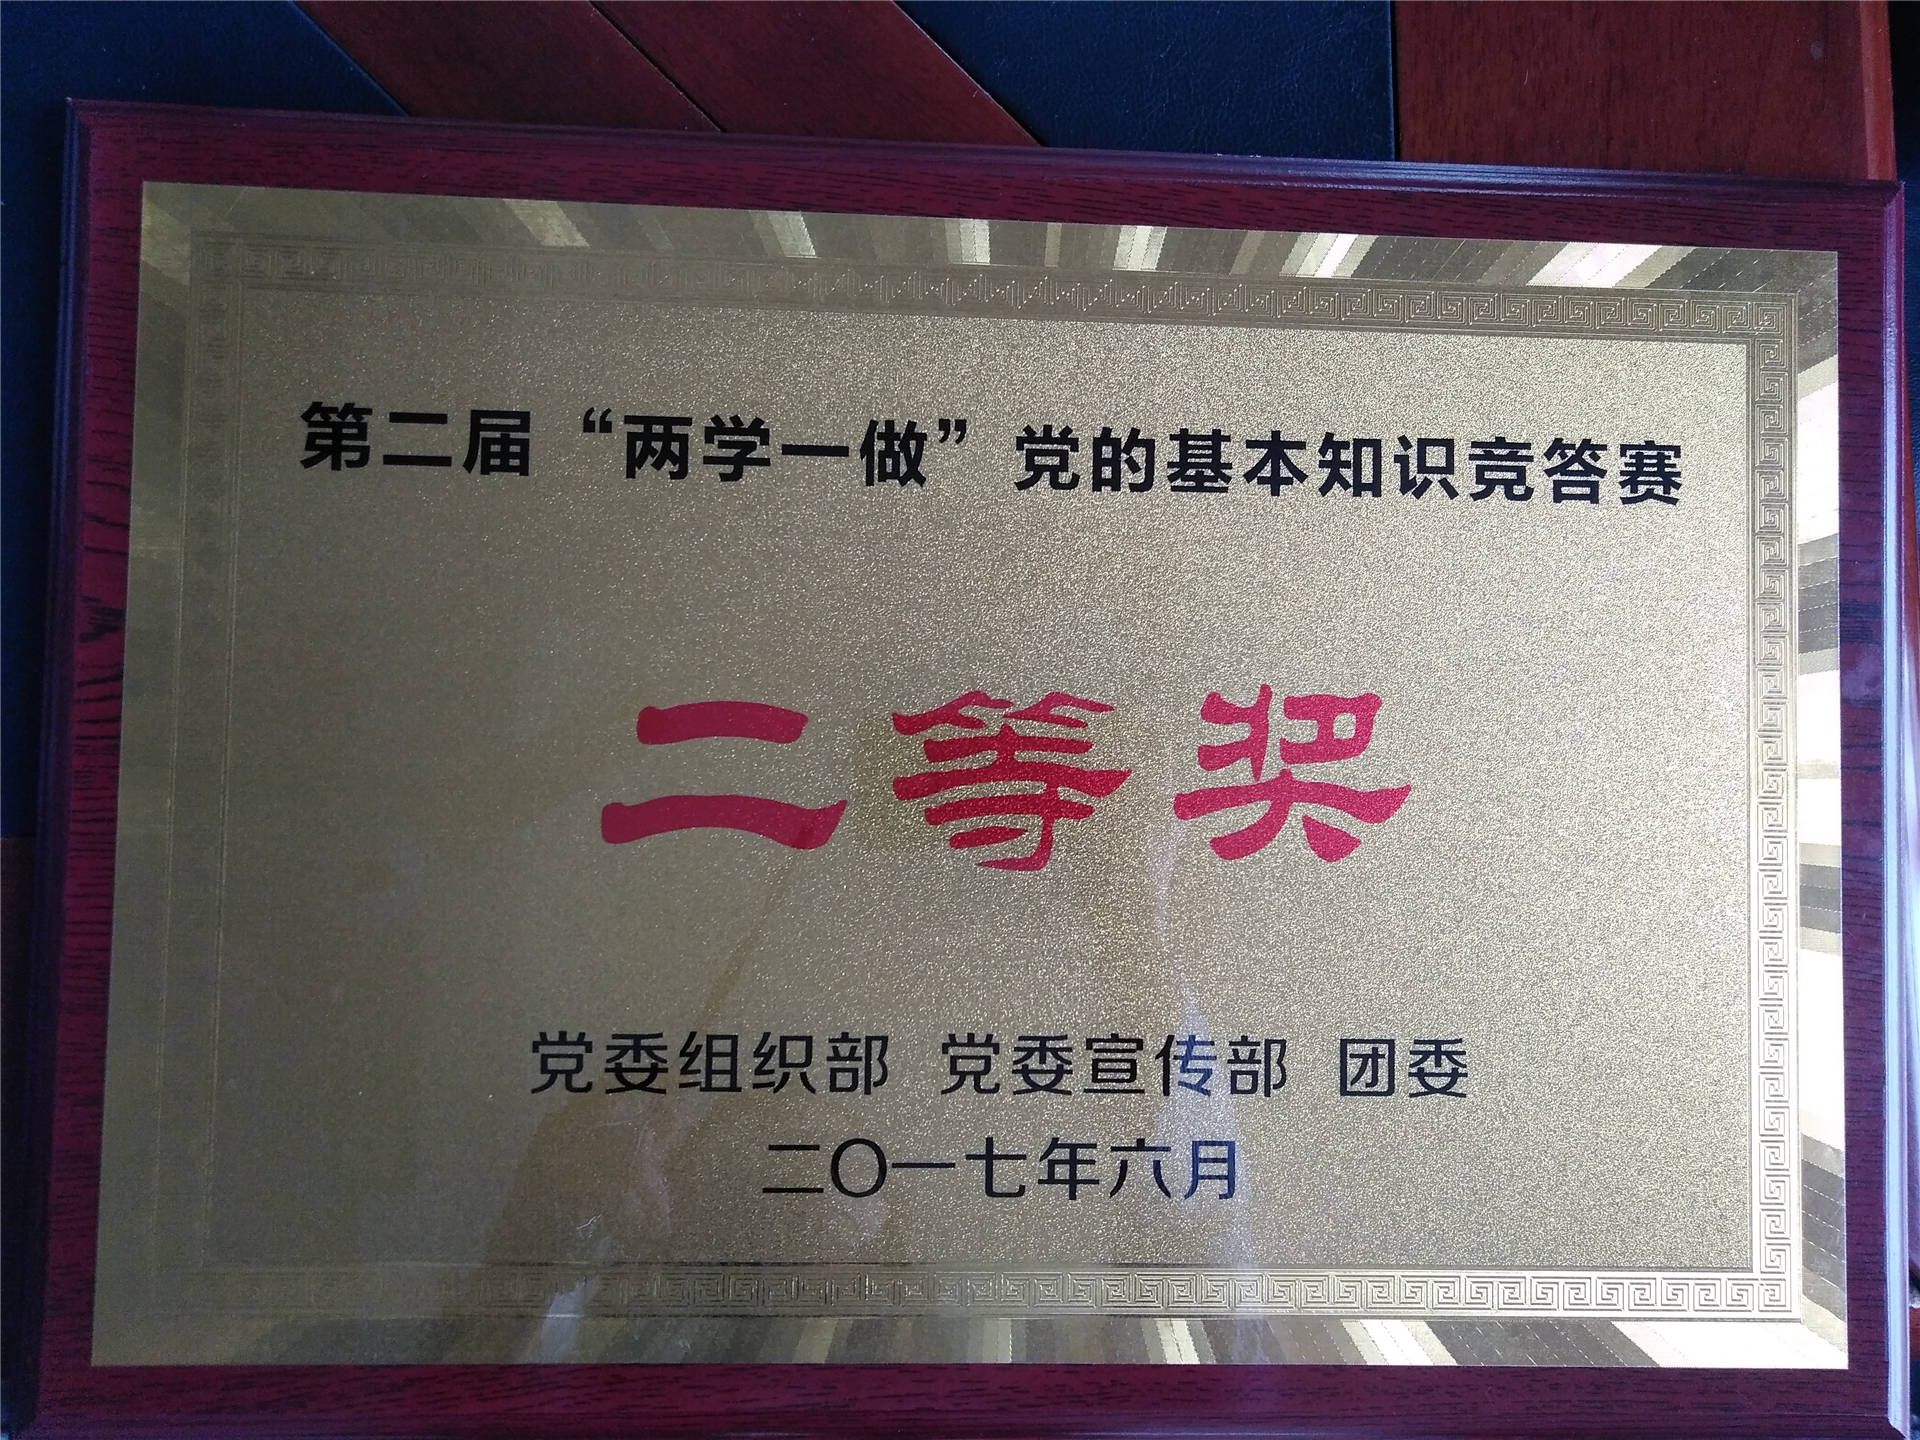 第二届“两学一做”党的基本知识竞答赛
二等奖
党委组织部 党委宣传部 团委
二〇一七年六月